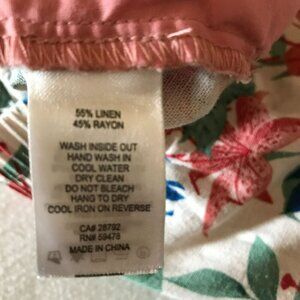 55% LINEN
45% RAYON
WASH INSIDE OUT
HAND WASH IN
COOL WATER
DRY CLEAN
DO NOT BLEACH
HANG TO DRY
COOL IRON ON REVERSE
CA# 28792
RN# 59478
MADE IN CHINA